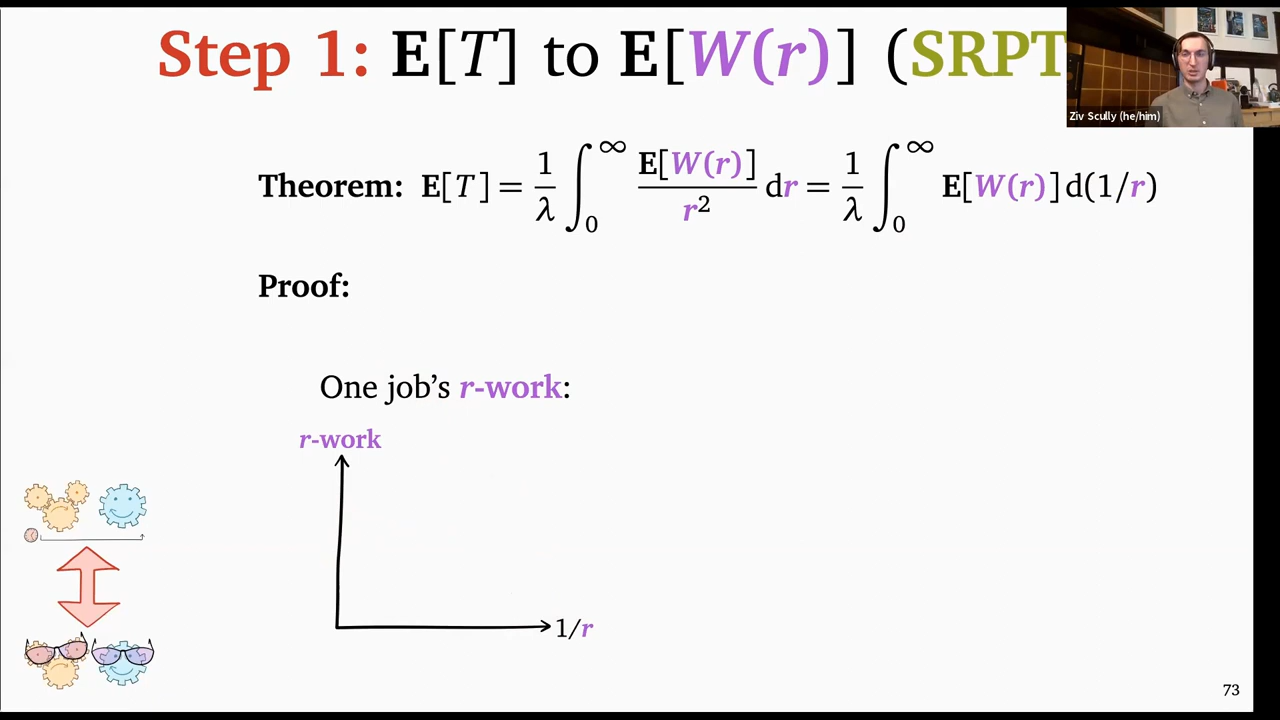 Step 1: E[T] to E[W(r)] (SRPT
Ziv Scully (he/him)
Theorem: E[T] = 1/λ ∫₀^∞ E[W(r)]/r² dr = 1/λ ∫₀^∞ E[W(r)] d(1/r)
Proof:
One job's r-work:
r-work
1/r
73